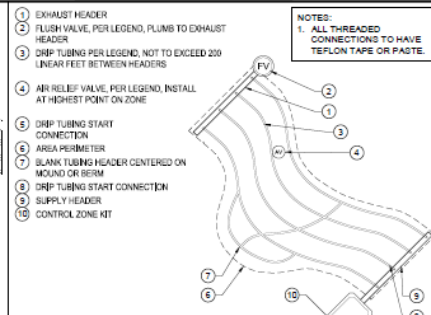 1 EXHAUST HEADER
2 FLUSH VALVE, PER LEGEND, PLUMB TO EXHAUST
HEADER
3 DRIP TUBING PER LEGEND, NOT TO EXCEED 200
LINEAR FEET BETWEEN HEADERS
4 AIR RELIEF VALVE, PER LEGEND, INSTALL
AT HIGHEST POINT ON ZONE
5 DRIP TUBING START
CONNECTION
6 AREA PERIMETER
7 BLANK TUBING HEADER CENTERED ON
MOUND OR BERM
8 DRIP TUBING START CONNECTION
9 SUPPLY HEADER
10 CONTROL ZONE KIT
NOTES:
1. ALL THREADED
CONNECTIONS TO HAVE
TEFLON TAPE OR PASTE.
FV
2
1
3
AV
4
7
6
9
10